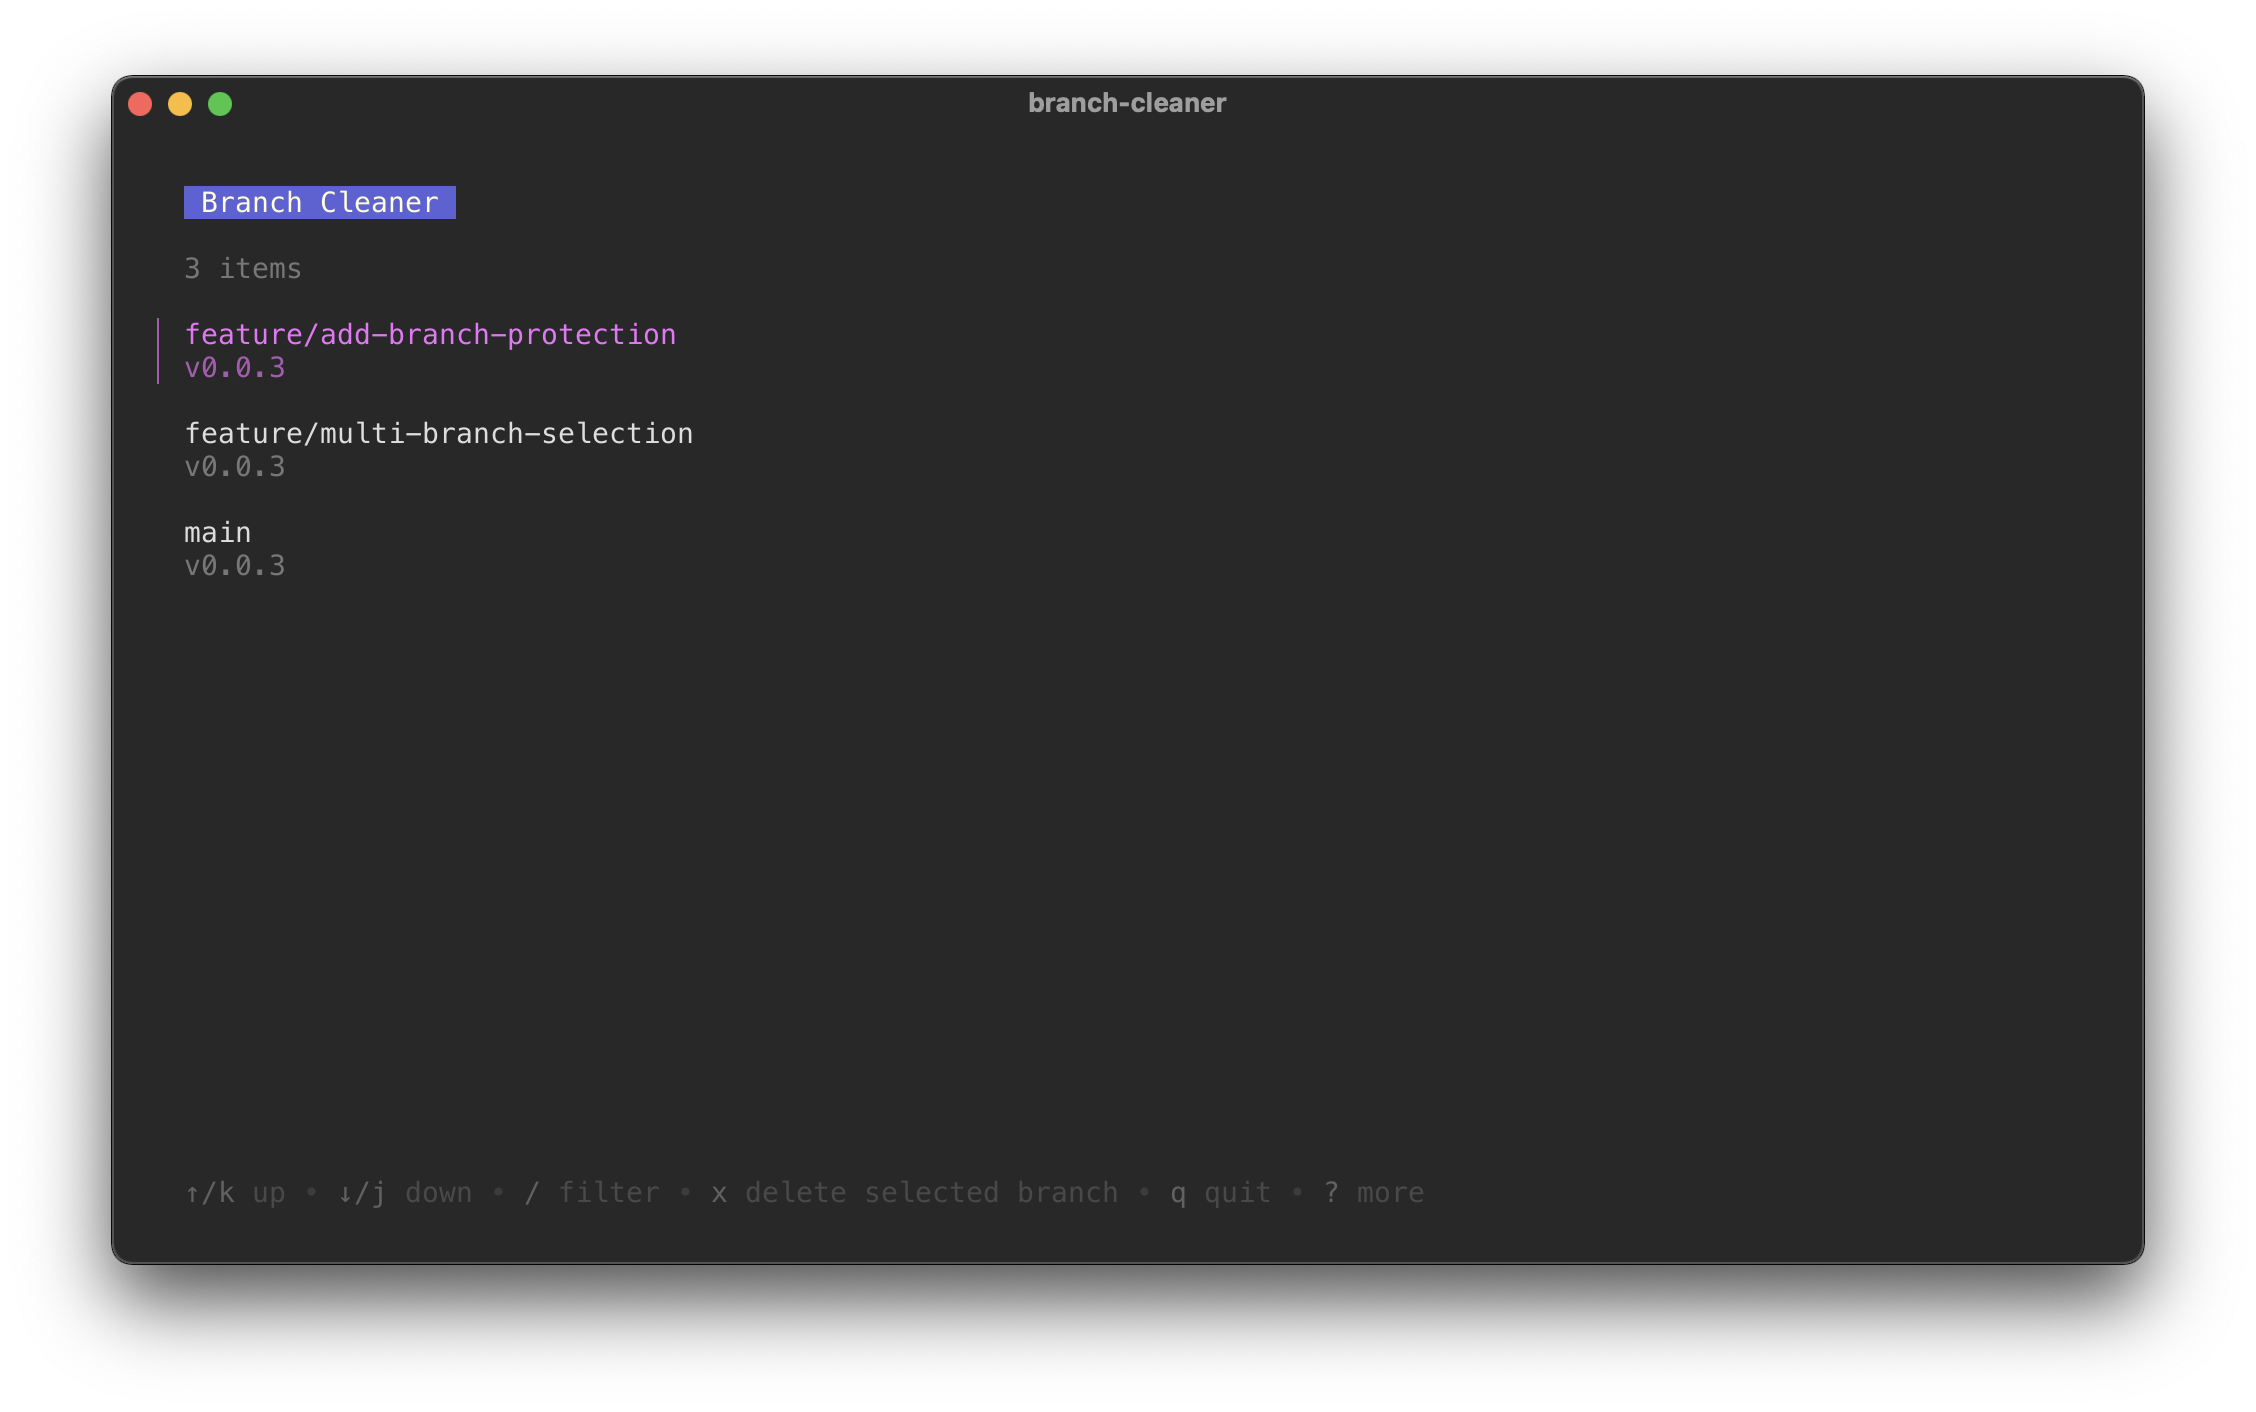 branch-cleaner
Branch Cleaner
3 items
feature/add-branch-protection
v0.0.3
feature/multi-branch-selection
v0.0.3
main
v0.0.3
↑/k up • ↓/j down • / filter • x delete selected branch • q quit • ? more